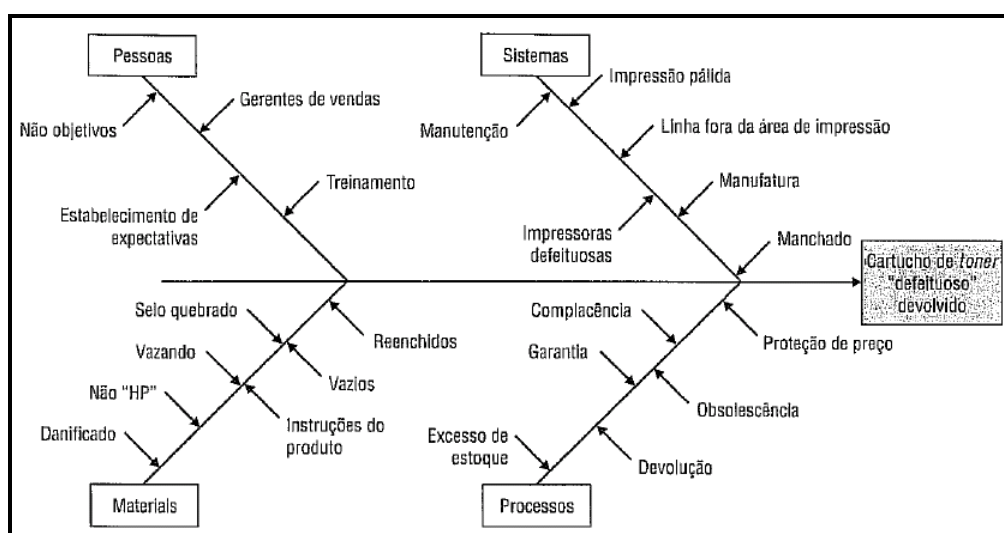 Pessoas
Não objetivos
Gerentes de vendas
Estabelecimento de
expectativas
Treinamento
Sistemas
Manutenção
Impressão pálida
Linha fora da área de impressão
Impressoras
defeituosas
Manufatura
Manchado
Cartucho de toner
"defeituoso"
devolvido
Selo quebrado
Reenchidos
Vazando
Vazios
Não "HP"
Instruções do
produto
Danificado
Materials
Complacência
Proteção de preço
Garantia
Obsolescência
Excesso de
estoque
Devolução
Processos